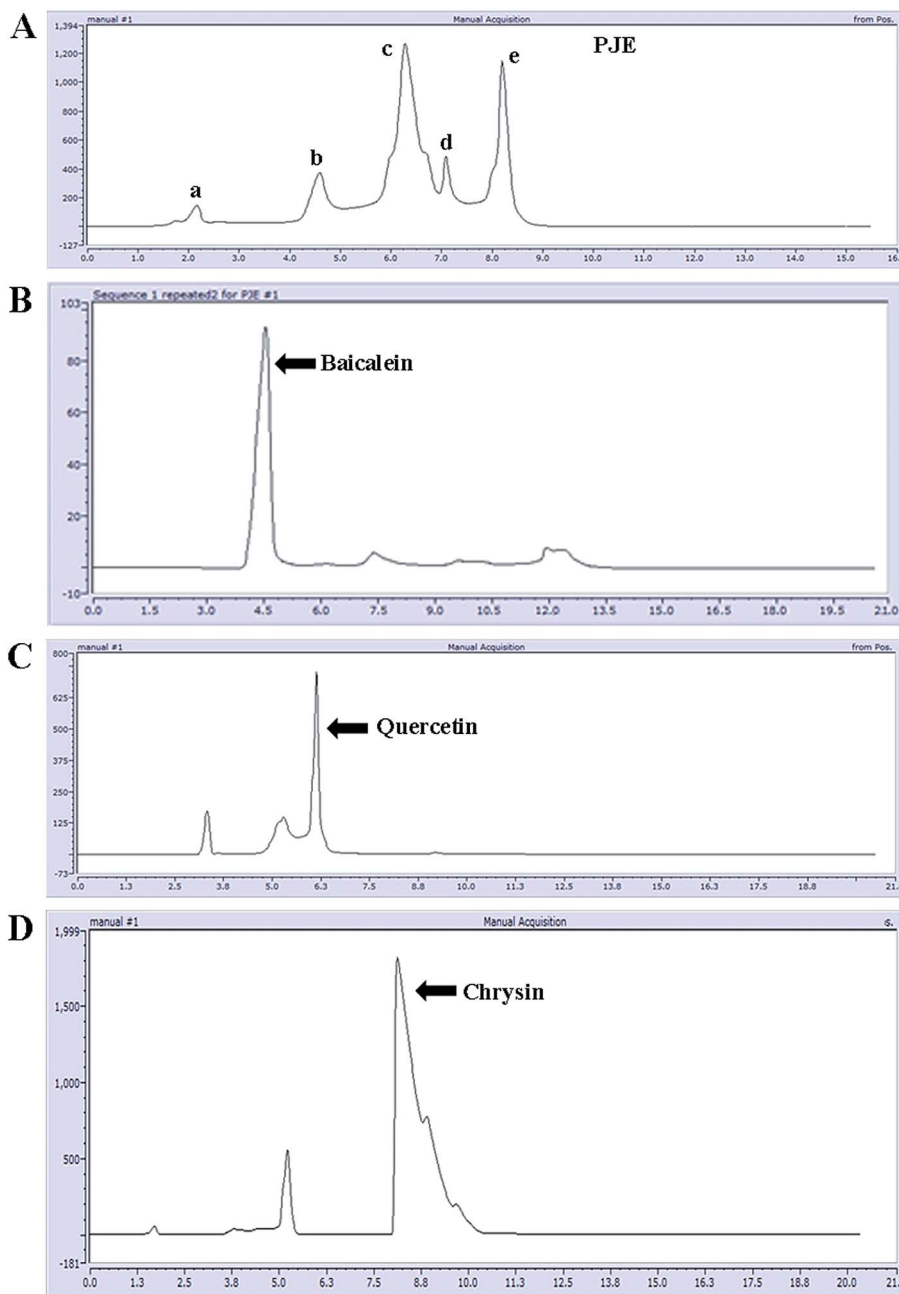 A
manual #1 Manual Acquisition from Pos.
1,394
1,200
1,000
800
600
400
200
-127
a b c d e PJE
0.0 1.0 2.0 3.0 4.0 5.0 6.0 7.0 8.0 9.0 10.0 11.0 12.0 13.0 14.0 15.0 16.
B
Sequence 1 repeated2 for PJE #1
103
80
60
40
20
-10
Baicalein
0.0 1.5 3.0 4.5 6.0 7.5 9.0 10.5 12.0 13.5 15.0 16.5 18.0 19.5 21.0
C
manual #1 Manual Acquisition from Pos.
800
625
500
375
250
125
-73
Quercetin
0.0 1.3 2.5 3.8 5.0 6.3 7.5 8.8 10.0 11.3 12.5 13.8 15.0 16.3 17.5 18.8 21.
D
manual #1 Manual Acquisition s.
1,999
1,500
1,000
500
-181
Chrysin
0.0 1.3 2.5 3.8 5.0 6.3 7.5 8.8 10.0 11.3 12.5 13.8 15.0 16.3 17.5 18.8 20.0 21.